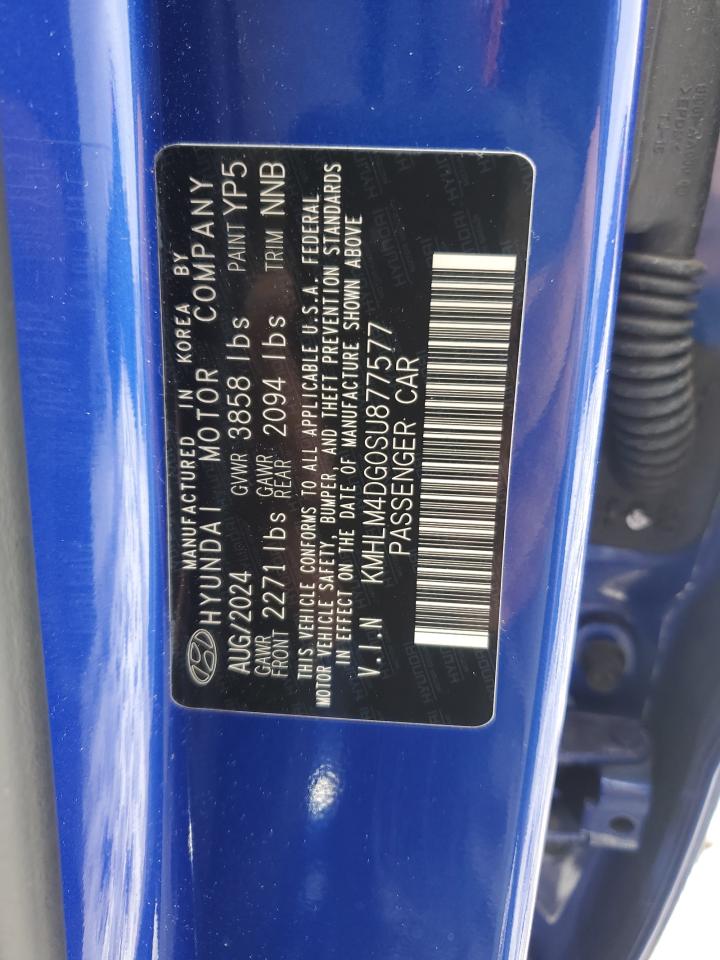 MANUFACTURED IN KOREA BY
HYUNDAI MOTOR COMPANY
AUG/2024 GVWR 3858 lbs PAINT YP5
GAWR FRONT 2271 lbs GAWR REAR 2094 lbs TRIM NNB
THIS VEHICLE CONFORMS TO ALL APPLICABLE U.S.A. FEDERAL
MOTOR VEHICLE SAFETY, BUMPER AND THEFT PREVENTION STANDARDS
IN EFFECT ON THE DATE OF MANUFACTURE SHOWN ABOVE
V.I.N KMHLM4DG0SU877577
PASSENGER CAR